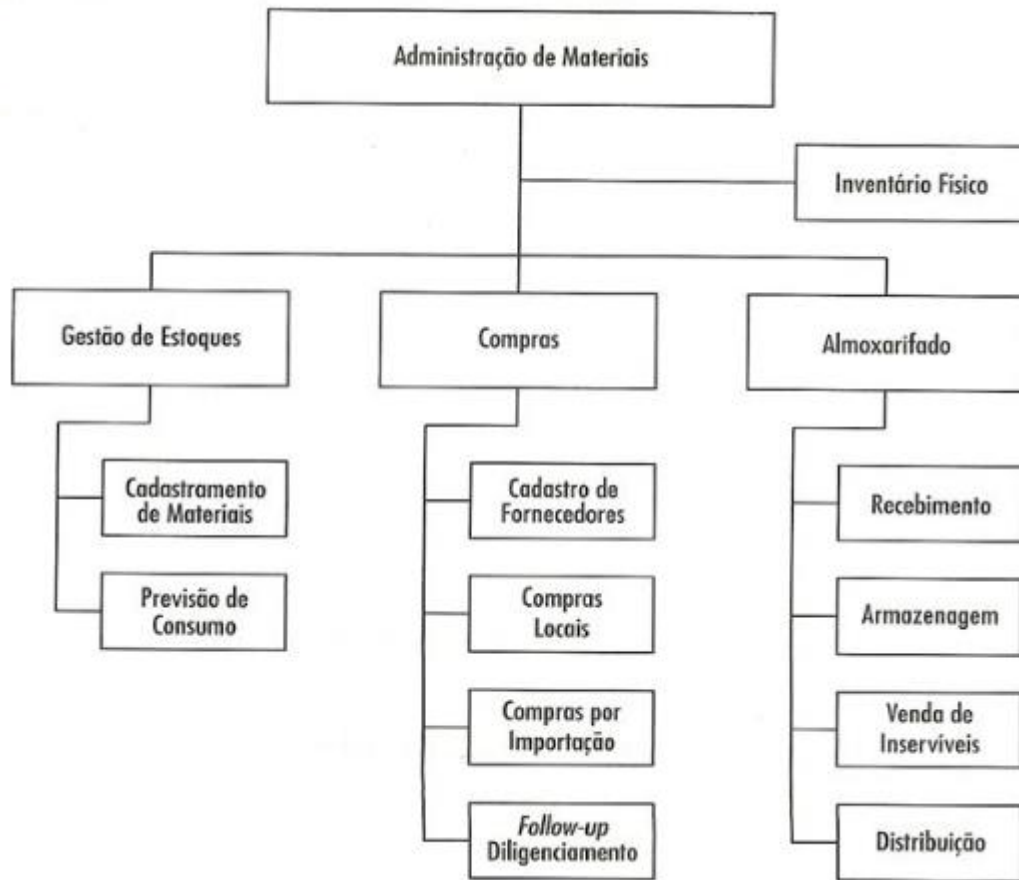 Administração de Materiais
Inventário Físico
Gestão de Estoques
Compras
Almoxarifado
Cadastramento
de Materiais
Previsão de
Consumo
Cadastro de
Fornecedores
Compras
Locais
Compras por
Importação
Follow-up
Diligenciamento
Recebimento
Armazenagem
Venda de
Inservíveis
Distribuição